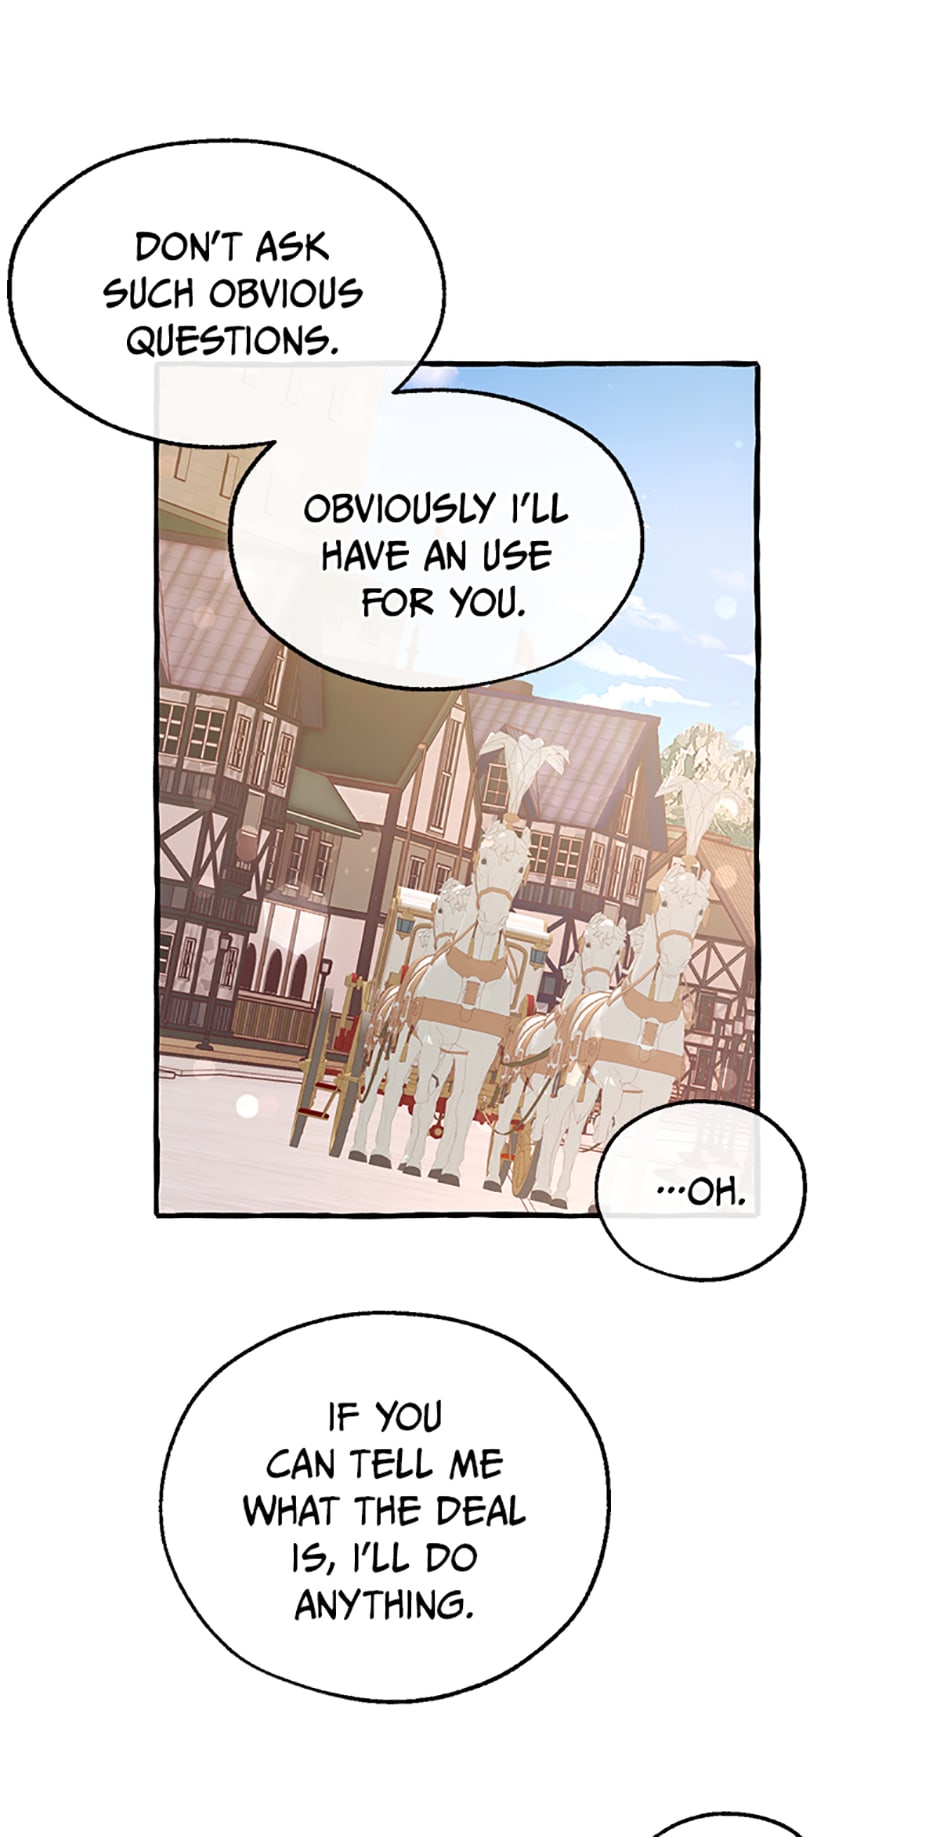 DON'T ASK
SUCH OBVIOUS
QUESTIONS.
OBVIOUSLY I'LL
HAVE AN USE
FOR YOU.
...OH.
IF YOU
CAN TELL ME
WHAT THE DEAL
IS, I'LL DO
ANYTHING.